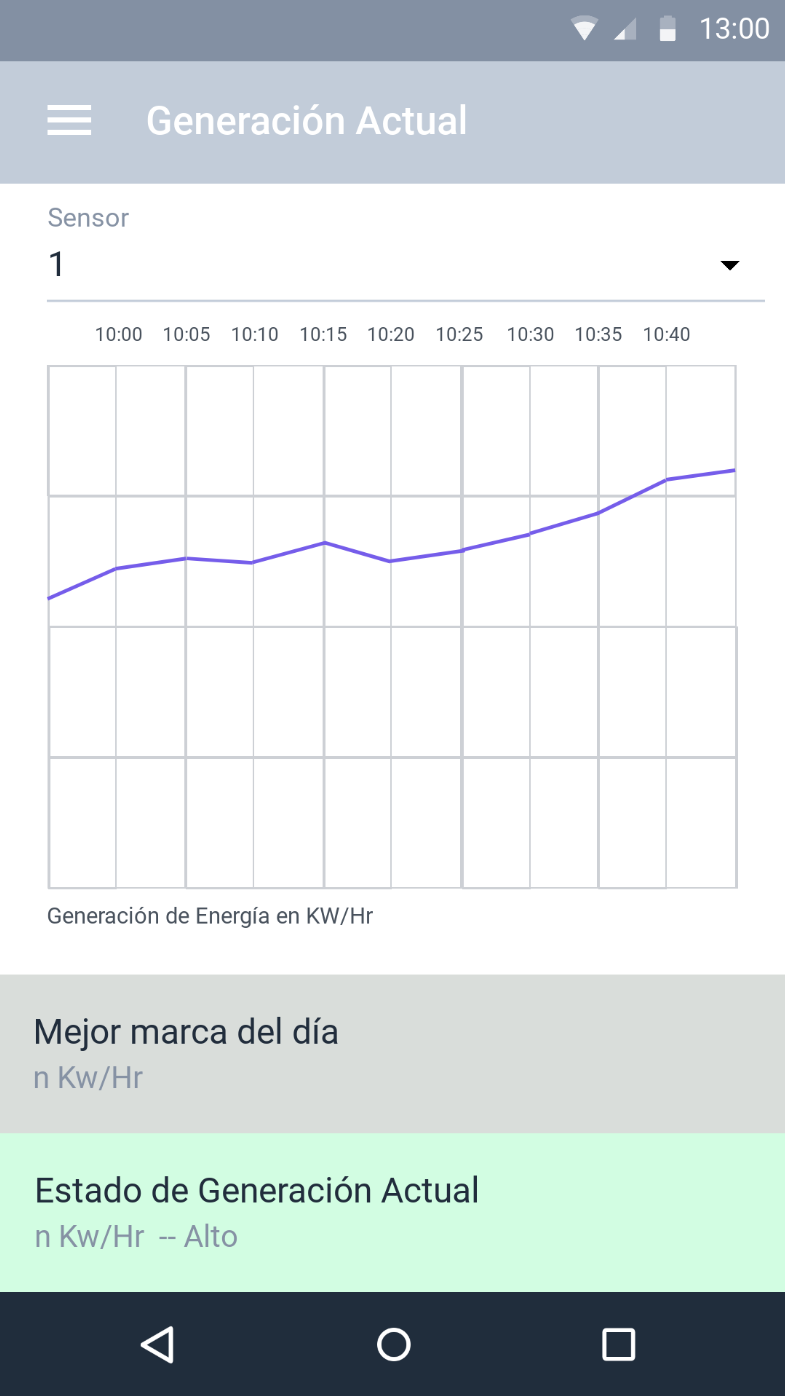 13:00
Generación Actual
Sensor
1
10:00 10:05 10:10 10:15 10:20 10:25 10:30 10:35 10:40
Generación de Energía en KW/Hr
Mejor marca del día
n Kw/Hr
Estado de Generación Actual
n Kw/Hr -- Alto